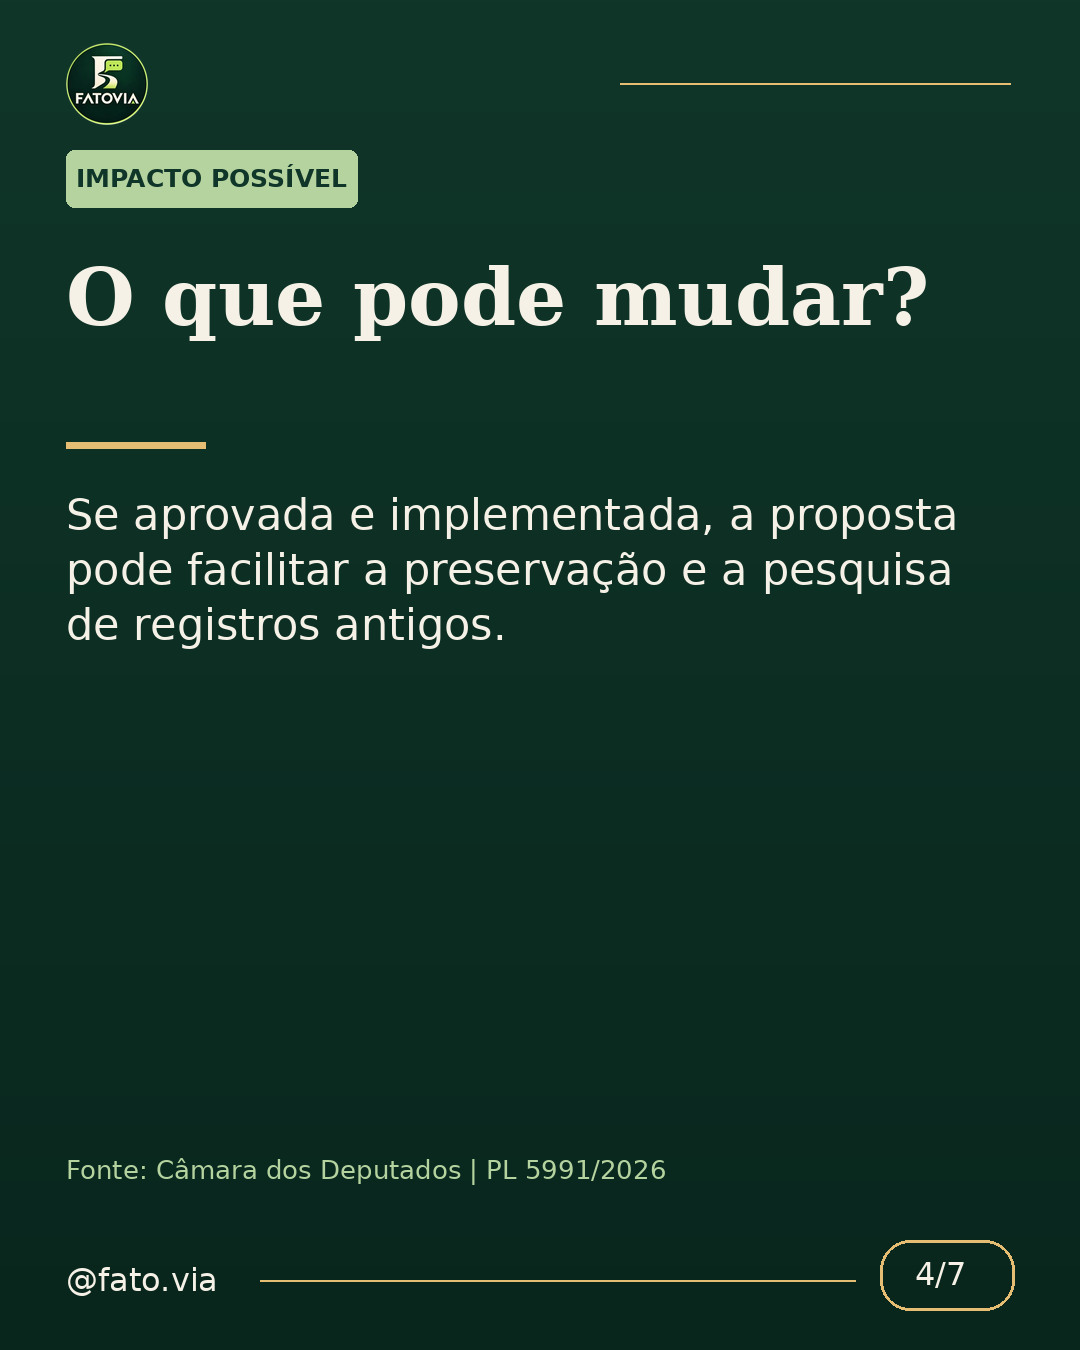 FATOVIA
IMPACTO POSSÍVEL
O que pode mudar?
Se aprovada e implementada, a proposta
pode facilitar a preservação e a pesquisa
de registros antigos.
Fonte: Câmara dos Deputados | PL 5991/2026
@fato.via
4/7